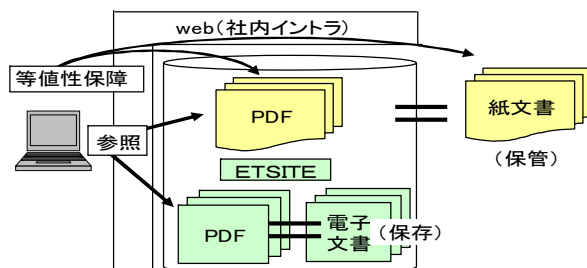 web(社内イントラ)
等値性保障
PDF
紙文書
参照
(保管)
ETSITE
PDF
電子
文書
(保存)